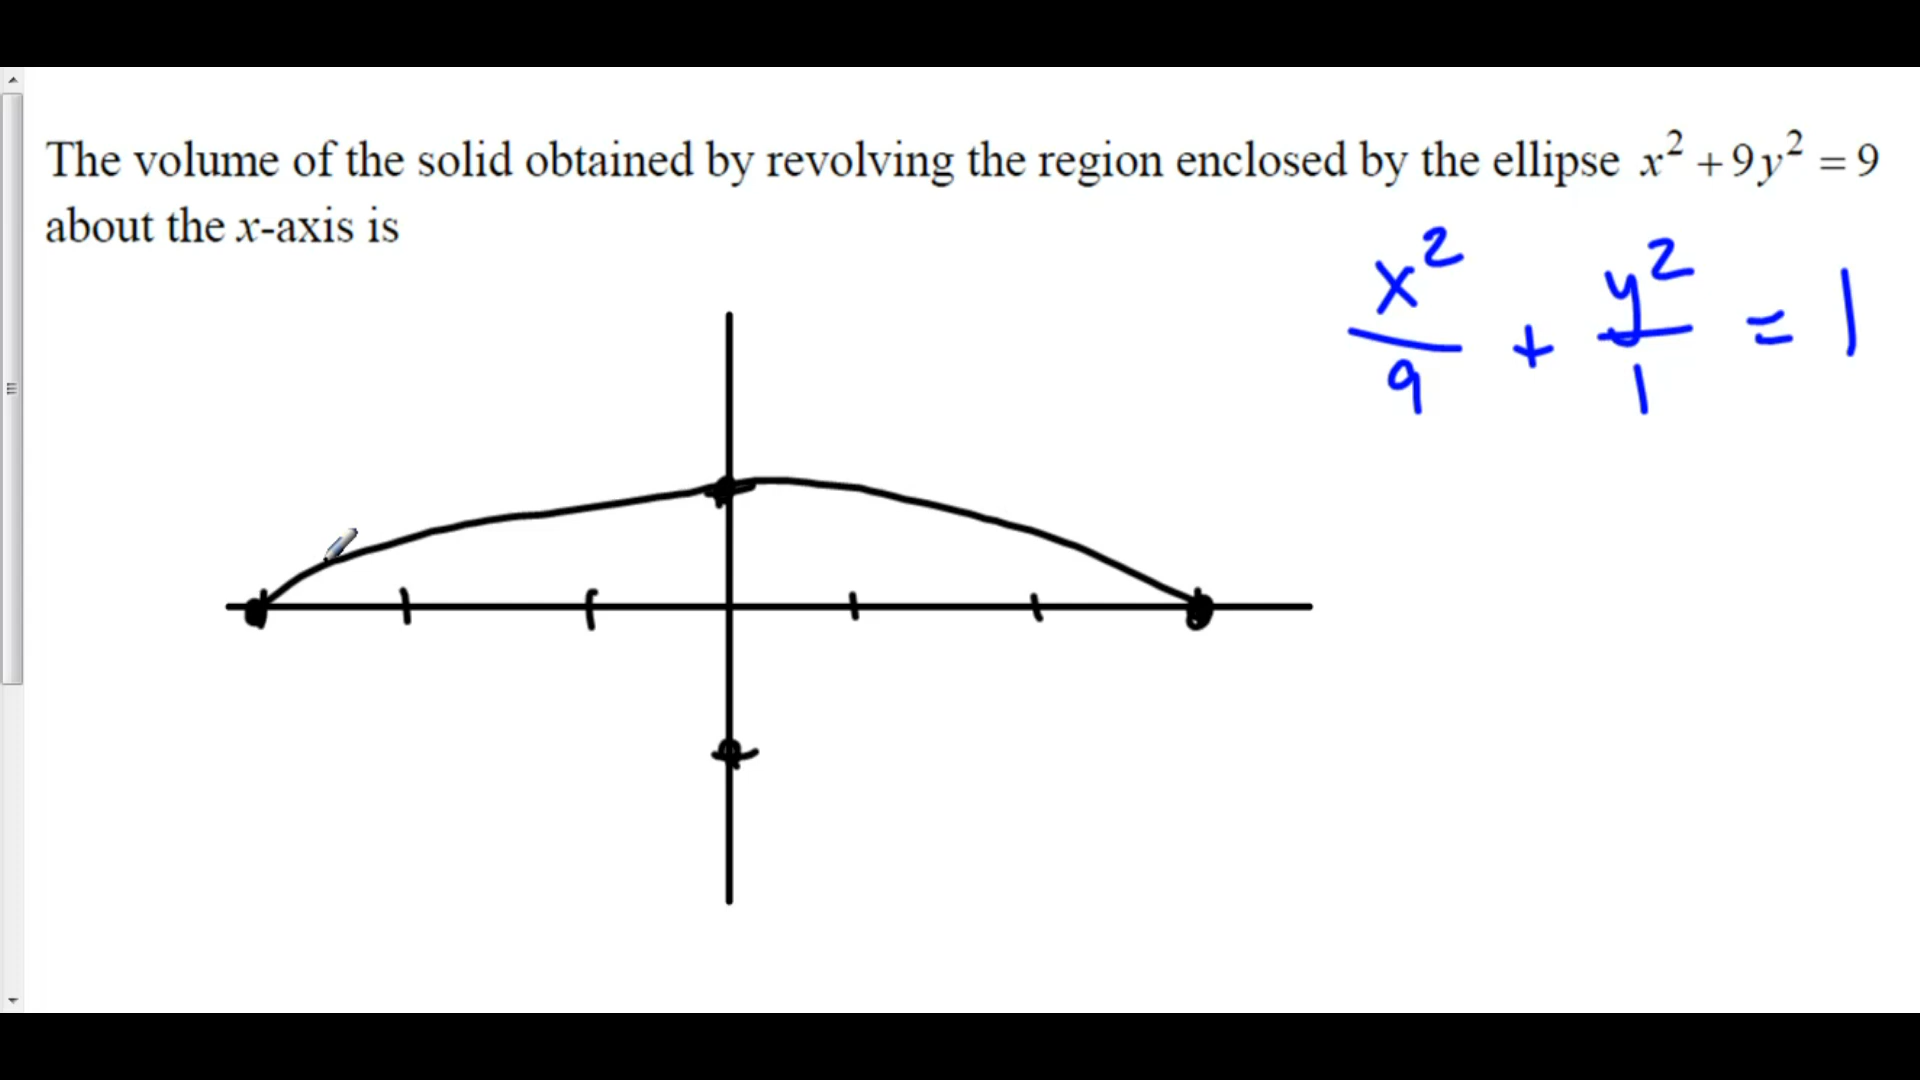 The volume of the solid obtained by revolving the region enclosed by the ellipse x² + 9y² = 9
about the x-axis is
x²/9 + y²/1 = 1